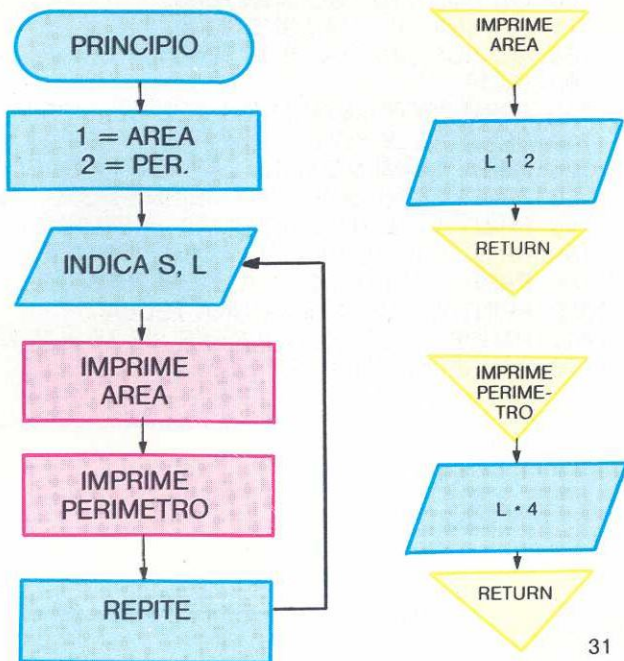 PRINCIPIO
1 = AREA
2 = PER.
INDICA S, L
IMPRIME
AREA
IMPRIME
PERIMETRO
REPITE
IMPRIME
AREA
L ↑ 2
RETURN
IMPRIME
PERIME-
TRO
L * 4
RETURN
31